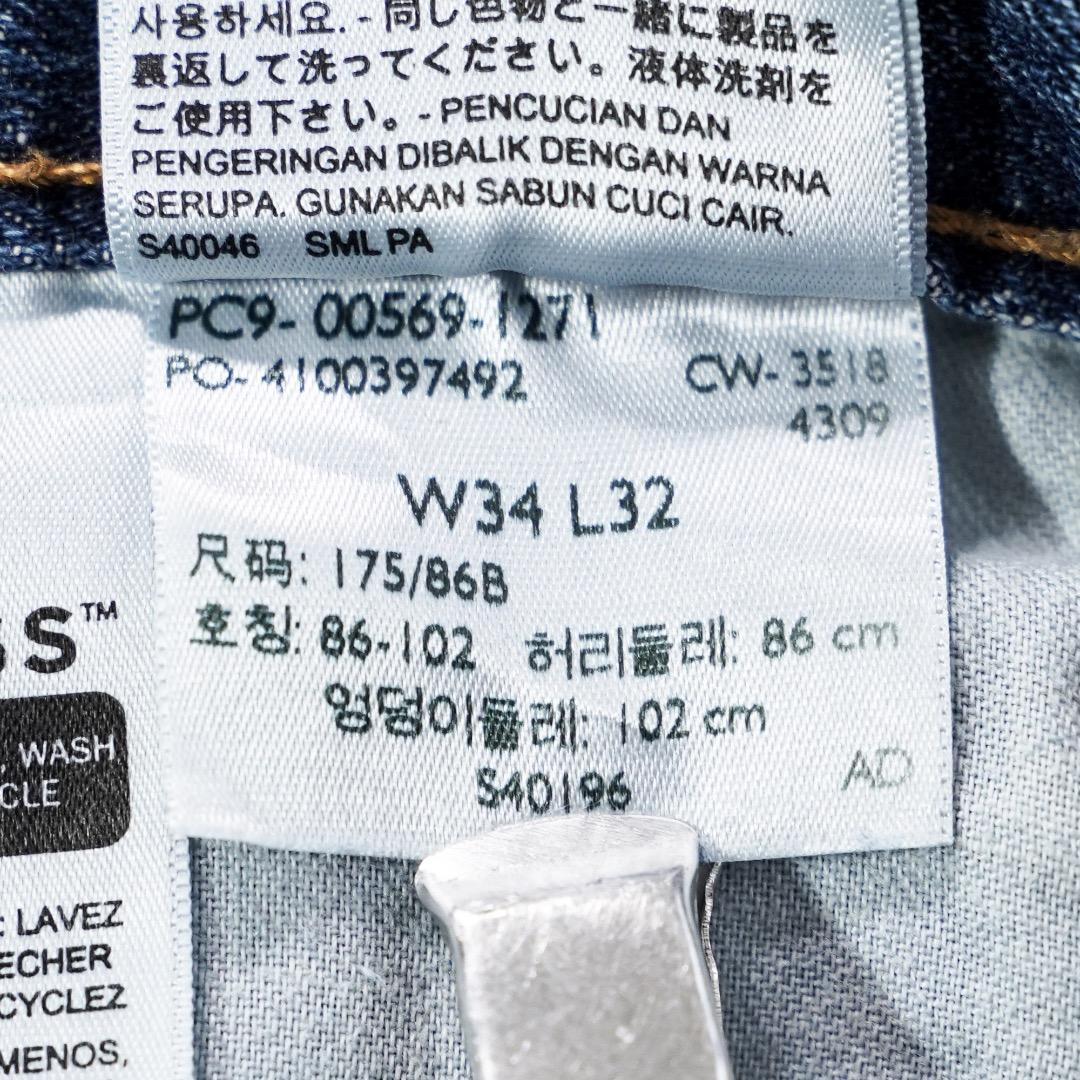 사용하세요. - 同じ色物と一緒に製品を
裏返して洗ってください。液体洗剤を
ご使用下さい。- PENCUCIAN DAN
PENGERINGAN DIBALIK DENGAN WARNA
SERUPA. GUNAKAN SABUN CUCI CAIR.
S40046 SML PA
PC9- 00569-1271
PO- 4100397492 CW- 3518
4309
W34 L32
尺码: 175/86B
호칭: 86-102 허리둘레: 86 cm
엉덩이둘레: 102 cm
S40196 AD
SS™
, WASH
CLE
: LAVEZ
ECHER
CYCLEZ
MENOS,